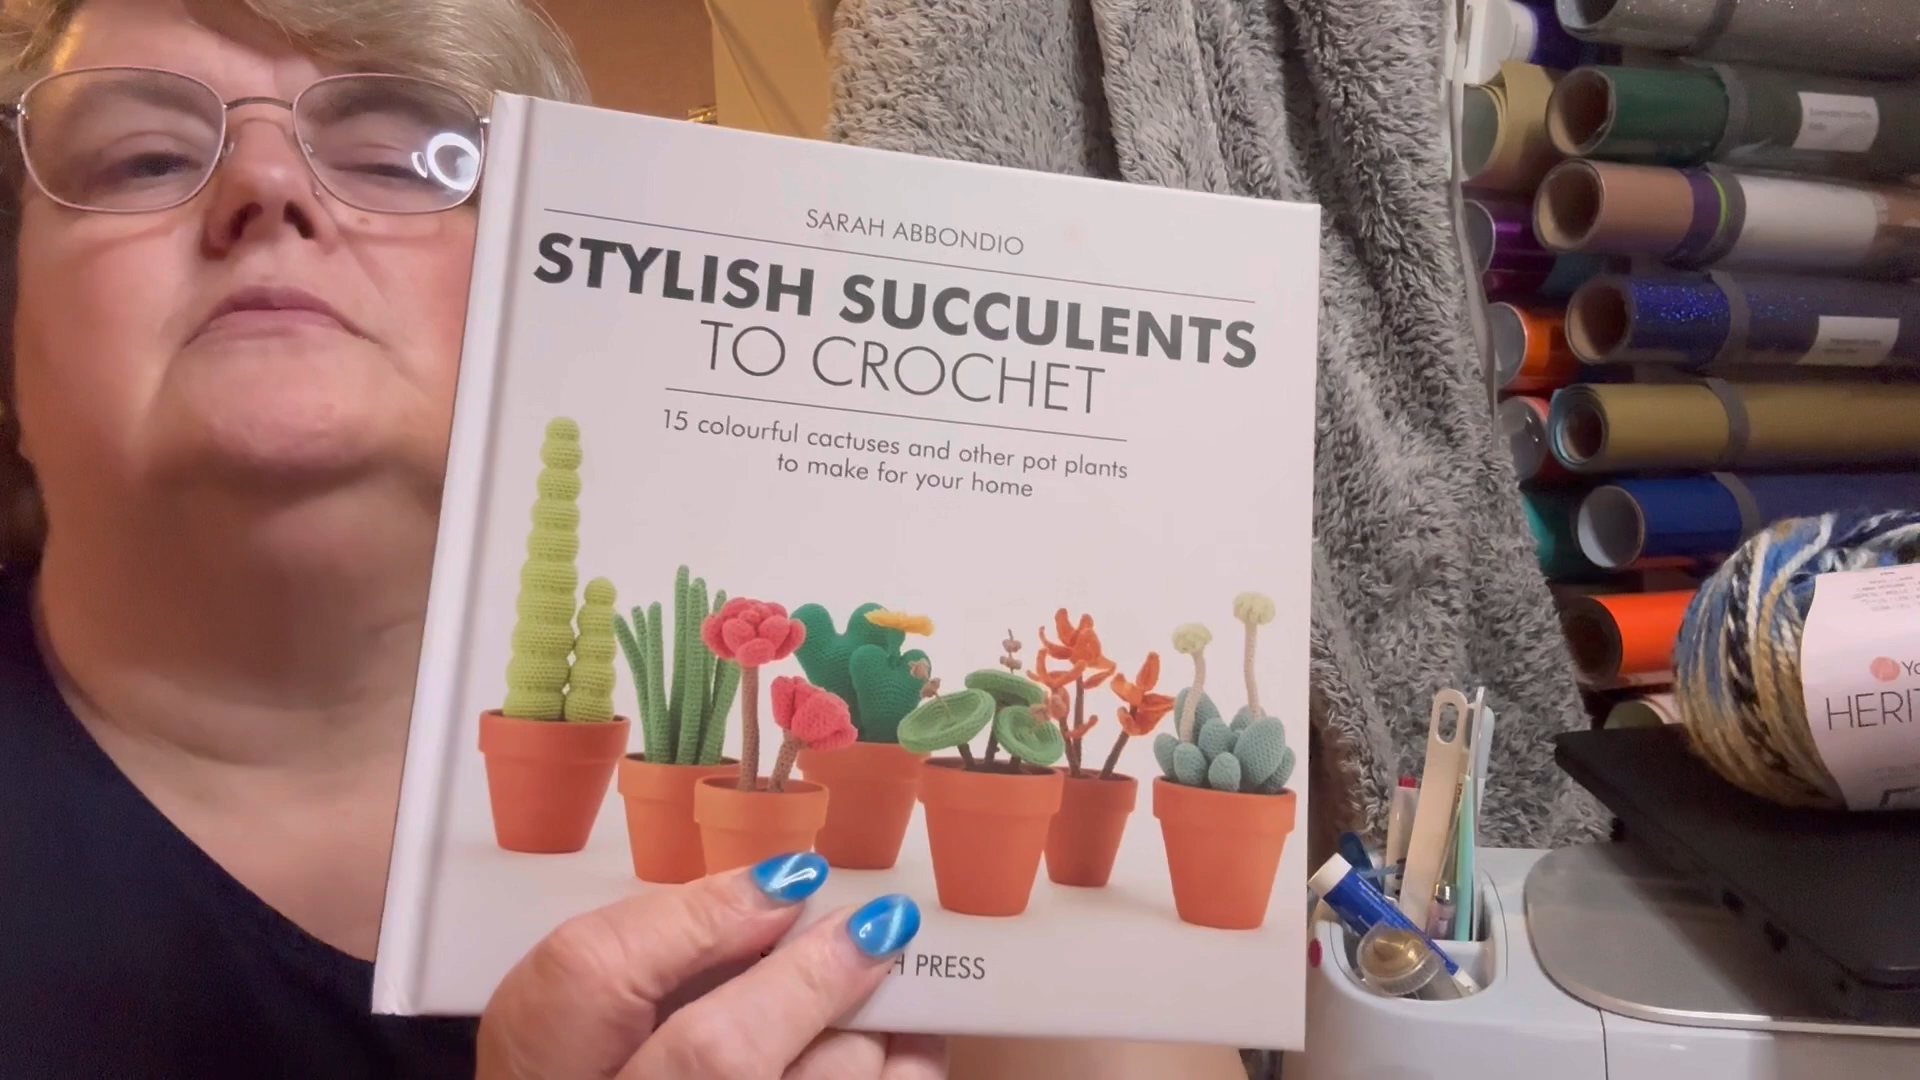 SARAH ABBONDIO
STYLISH SUCCULENTS
TO CROCHET
15 colourful cactuses and other pot plants
to make for your home
PRESS
HERIT